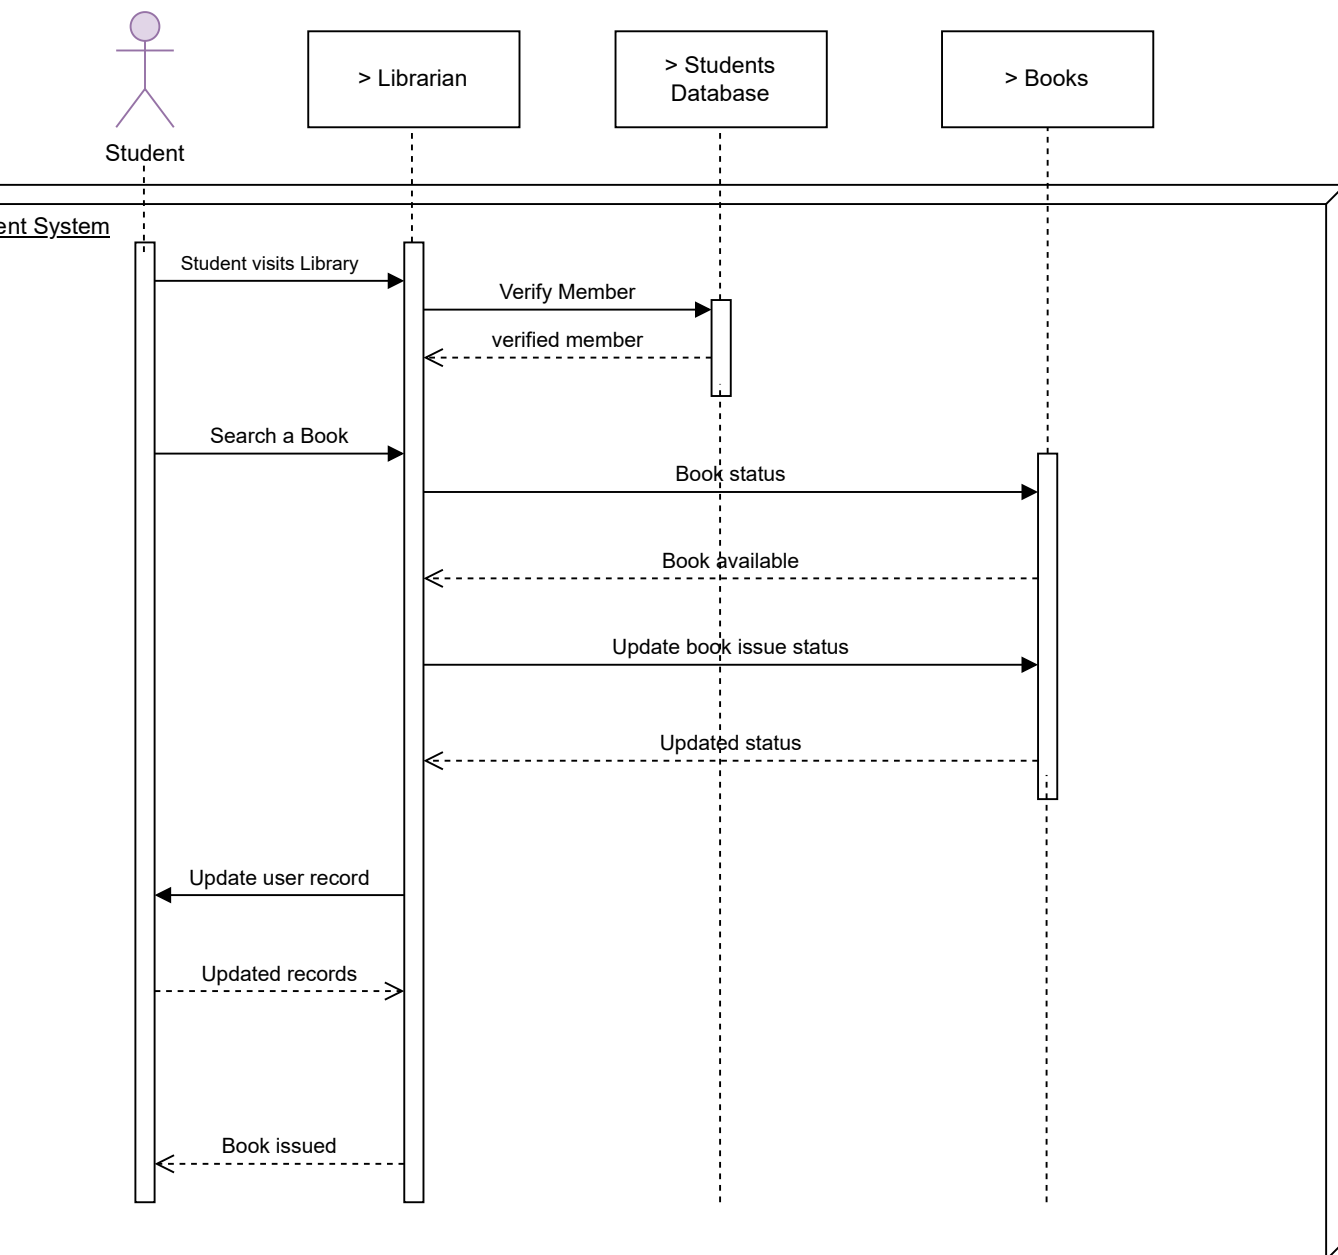 > Librarian
> Students
Database
> Books
Student
ent System
Student visits Library
Verify Member
verified member
Search a Book
Book status
Book available
Update book issue status
Updated status
Update user record
Updated records
Book issued